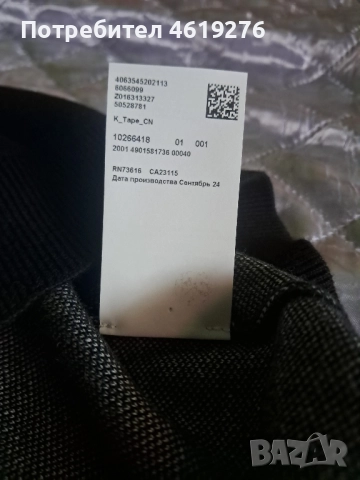 Потребител 4619276
4063545202113
6066099
Z016313327
50528781
K_Tape_CN
10266418 01 001
2001 4901581736 00040
RN73616 CA23115
Дата производства Сентябрь 24
BAZAR
bg